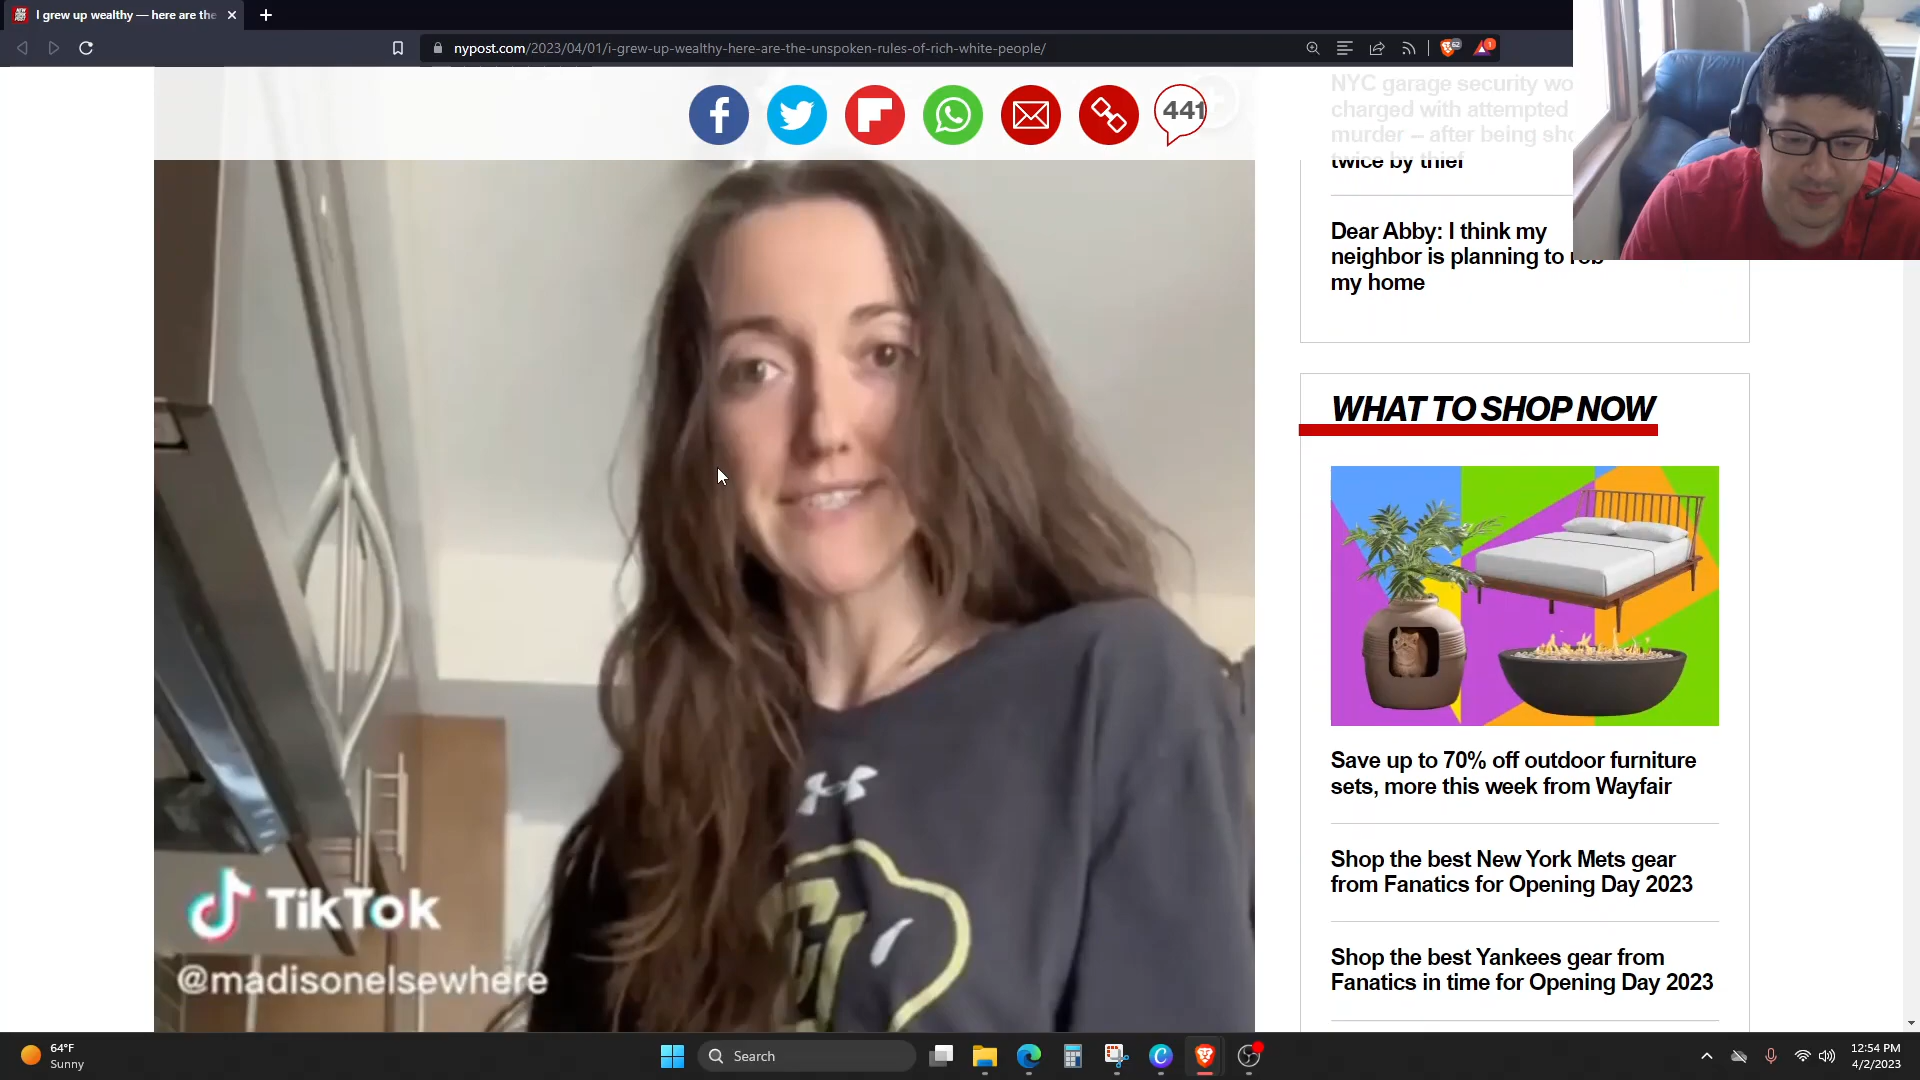 I grew up wealthy — here are the
nypost.com/2023/04/01/i-grew-up-wealthy-here-are-the-unspoken-rules-of-rich-white-people/
62
1
441
NYC garage security wo
charged with attempted
murder – after being sho
twice by thief
Dear Abby: I think my
neighbor is planning to rob
my home
WHAT TO SHOP NOW
Save up to 70% off outdoor furniture
sets, more this week from Wayfair
Shop the best New York Mets gear
from Fanatics for Opening Day 2023
Shop the best Yankees gear from
Fanatics in time for Opening Day 2023
TikTok
@madisonelsewhere
64°F
Sunny
Search
12:54 PM
4/2/2023